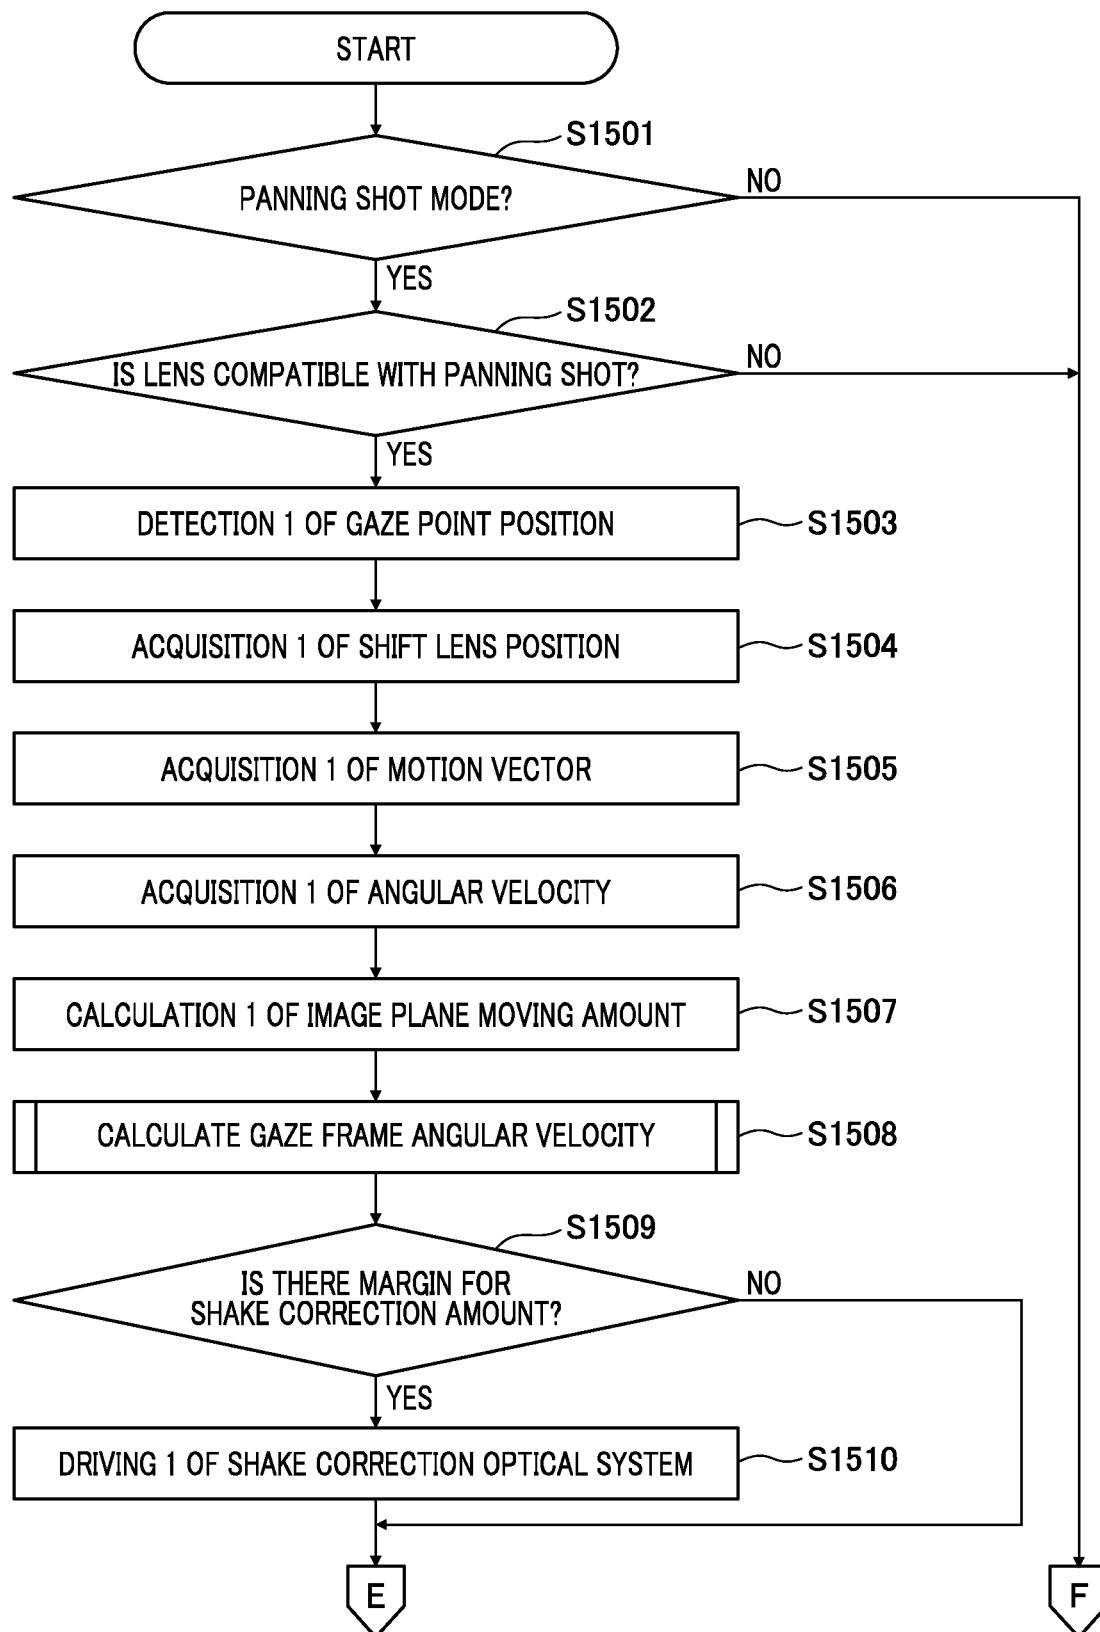 START
S1501
PANNING SHOT MODE?
NO
YES
S1502
IS LENS COMPATIBLE WITH PANNING SHOT?
NO
YES
DETECTION 1 OF GAZE POINT POSITION
S1503
ACQUISITION 1 OF SHIFT LENS POSITION
S1504
ACQUISITION 1 OF MOTION VECTOR
S1505
ACQUISITION 1 OF ANGULAR VELOCITY
S1506
CALCULATION 1 OF IMAGE PLANE MOVING AMOUNT
S1507
CALCULATE GAZE FRAME ANGULAR VELOCITY
S1508
S1509
IS THERE MARGIN FOR
SHAKE CORRECTION AMOUNT?
NO
YES
DRIVING 1 OF SHAKE CORRECTION OPTICAL SYSTEM
S1510
E
F